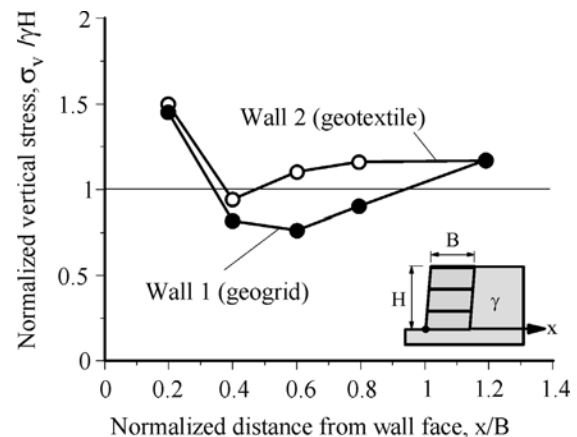 Normalized vertical stress, σv /γH
2
1.5
1
0.5
0
Wall 2 (geotextile)
Wall 1 (geogrid)
B
H
γ
x
0 0.2 0.4 0.6 0.8 1 1.2 1.4
Normalized distance from wall face, x/B